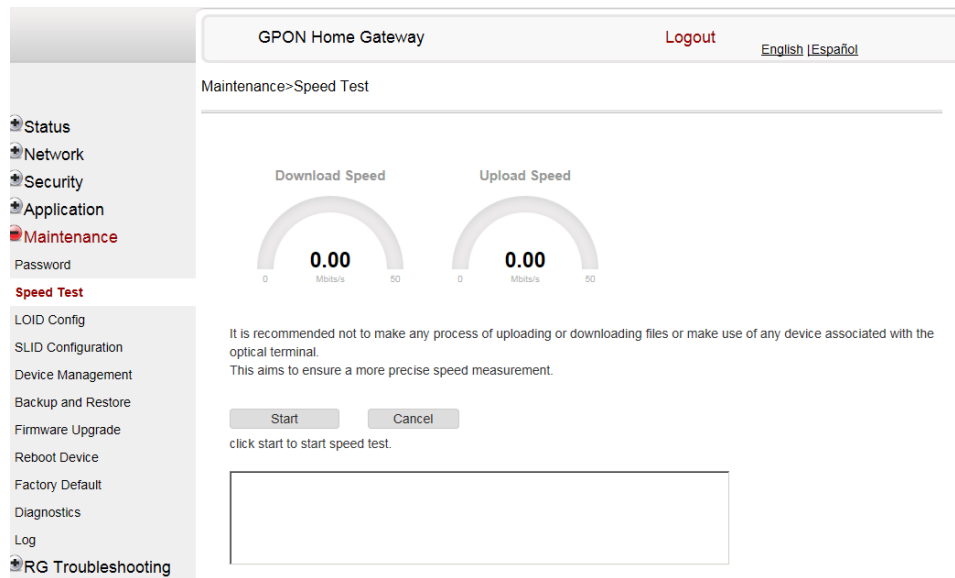 GPON Home Gateway
Logout
English |Español
Maintenance>Speed Test
Status
Network
Security
Application
Maintenance
Password
Speed Test
LOID Config
SLID Configuration
Device Management
Backup and Restore
Firmware Upgrade
Reboot Device
Factory Default
Diagnostics
Log
RG Troubleshooting
Download Speed
0.00
0 Mbits/s 50
Upload Speed
0.00
0 Mbits/s 50
It is recommended not to make any process of uploading or downloading files or make use of any device associated with the
optical terminal.
This aims to ensure a more precise speed measurement.
Start
Cancel
click start to start speed test.